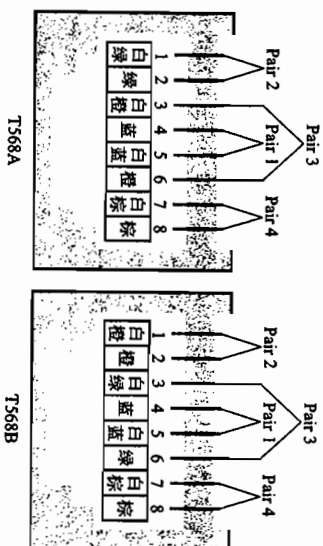 Pair 3
Pair 2 Pair 1 Pair 4
1 2 3 4 5 6 7 8
白绿 绿 白橙 蓝 白蓝 橙 白棕 棕
T568A
Pair 3
Pair 2 Pair 1 Pair 4
1 2 3 4 5 6 7 8
白橙 橙 白绿 蓝 白蓝 绿 白棕 棕
T568B